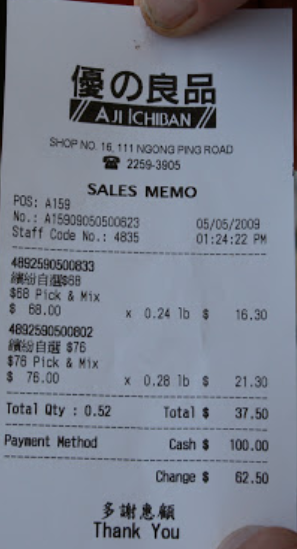 優の良品
AJI ICHIBAN
SHOP NO. 16, 111 NGONG PING ROAD
☎ 2259-3905
SALES MEMO
POS: A159
No.: A15909050500623 05/05/2009
Staff Code No.: 4835 01:24:22 PM
4892590500833
繽紛自選$68
$68 Pick & Mix
$ 68.00 x 0.24 lb $ 16.30
4892590500802
繽紛自選 $76
$76 Pick & Mix
$ 76.00 x 0.28 lb $ 21.30
Total Qty : 0.52 Total $ 37.50
Payment Method Cash $ 100.00
Change $ 62.50
多謝惠顧
Thank You